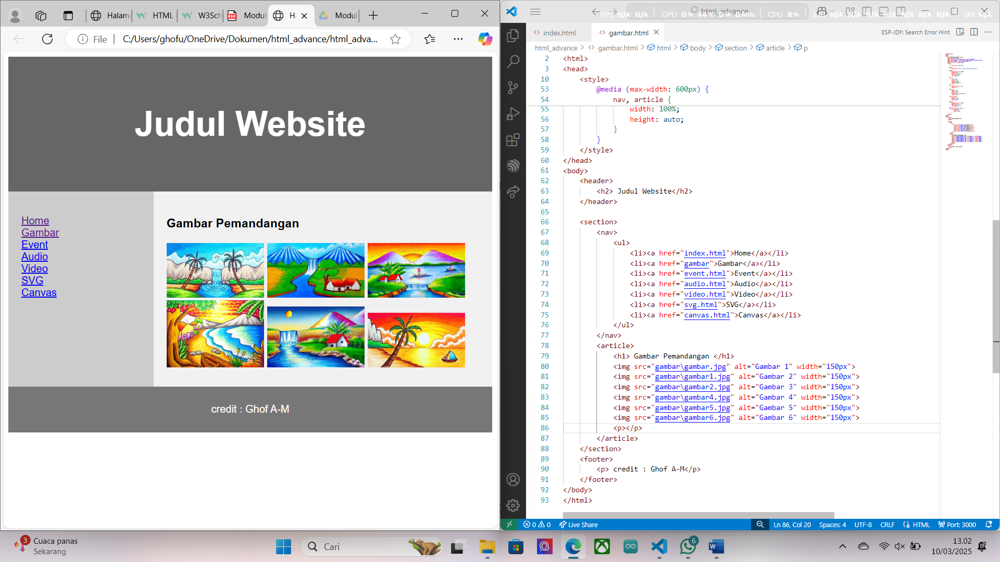 Halam
HTML
W3Sch
Modul
H
Modul
File
C:/Users/ghofu/OneDrive/Dokumen/html_advance/html_adva...
Judul Website
Home
Gambar
Event
Audio
Video
SVG
Canvas
Gambar Pemandangan
credit : Ghof A-M
html_advance
FPS N/A N/A
GPU 0 % 44 °C 0 W 0 MHz
CPU 8 %
LAT N/A N/A N/A N/A N/A N/A N/A
SM N/A
index.html
gambar.html
ESP-IDF: Search Error Hint
html_advance > gambar.html > html > body > section > article > p
2 <html>
3 <head>
10 <style>
53 @media (max-width: 600px) {
54 nav, article {
55 width: 100%;
56 height: auto;
57 }
58 }
59 </style>
60 </head>
61 <body>
62 <header>
63 <h2> Judul Website</h2>
64 </header>
65
66 <section>
67 <nav>
68 <ul>
69 <li><a href="index.html">Home</a></li>
70 <li><a href="gambar">Gambar</a></li>
71 <li><a href="event.html">Event</a></li>
72 <li><a href="audio.html">Audio</a></li>
73 <li><a href="video.html">Video</a></li>
74 <li><a href="svg.html">SVG</a></li>
75 <li><a href="canvas.html">Canvas</a></li>
76 </ul>
77 </nav>
78 <article>
79 <h1> Gambar Pemandangan </h1>
80 <img src="gambar\gambar.jpg" alt="Gambar 1" width="150px">
81 <img src="gambar\gambar1.jpg" alt="Gambar 2" width="150px">
82 <img src="gambar\gambar2.jpg" alt="Gambar 3" width="150px">
83 <img src="gambar\gambar4.jpg" alt="Gambar 4" width="150px">
84 <img src="gambar\gambar5.jpg" alt="Gambar 5" width="150px">
85 <img src="gambar\gambar6.jpg" alt="Gambar 6" width="150px">
86 <p></p>
87 </article>
88 </section>
89 <footer>
90 <p> credit : Ghof A-M</p>
91 </footer>
92 </body>
93 </html>
0 0 Live Share
Ln 86, Col 20 Spaces: 4 UTF-8 CRLF HTML Port: 3000
3
Cuaca panas
Sekarang
Cari
6
13.02
10/03/2025